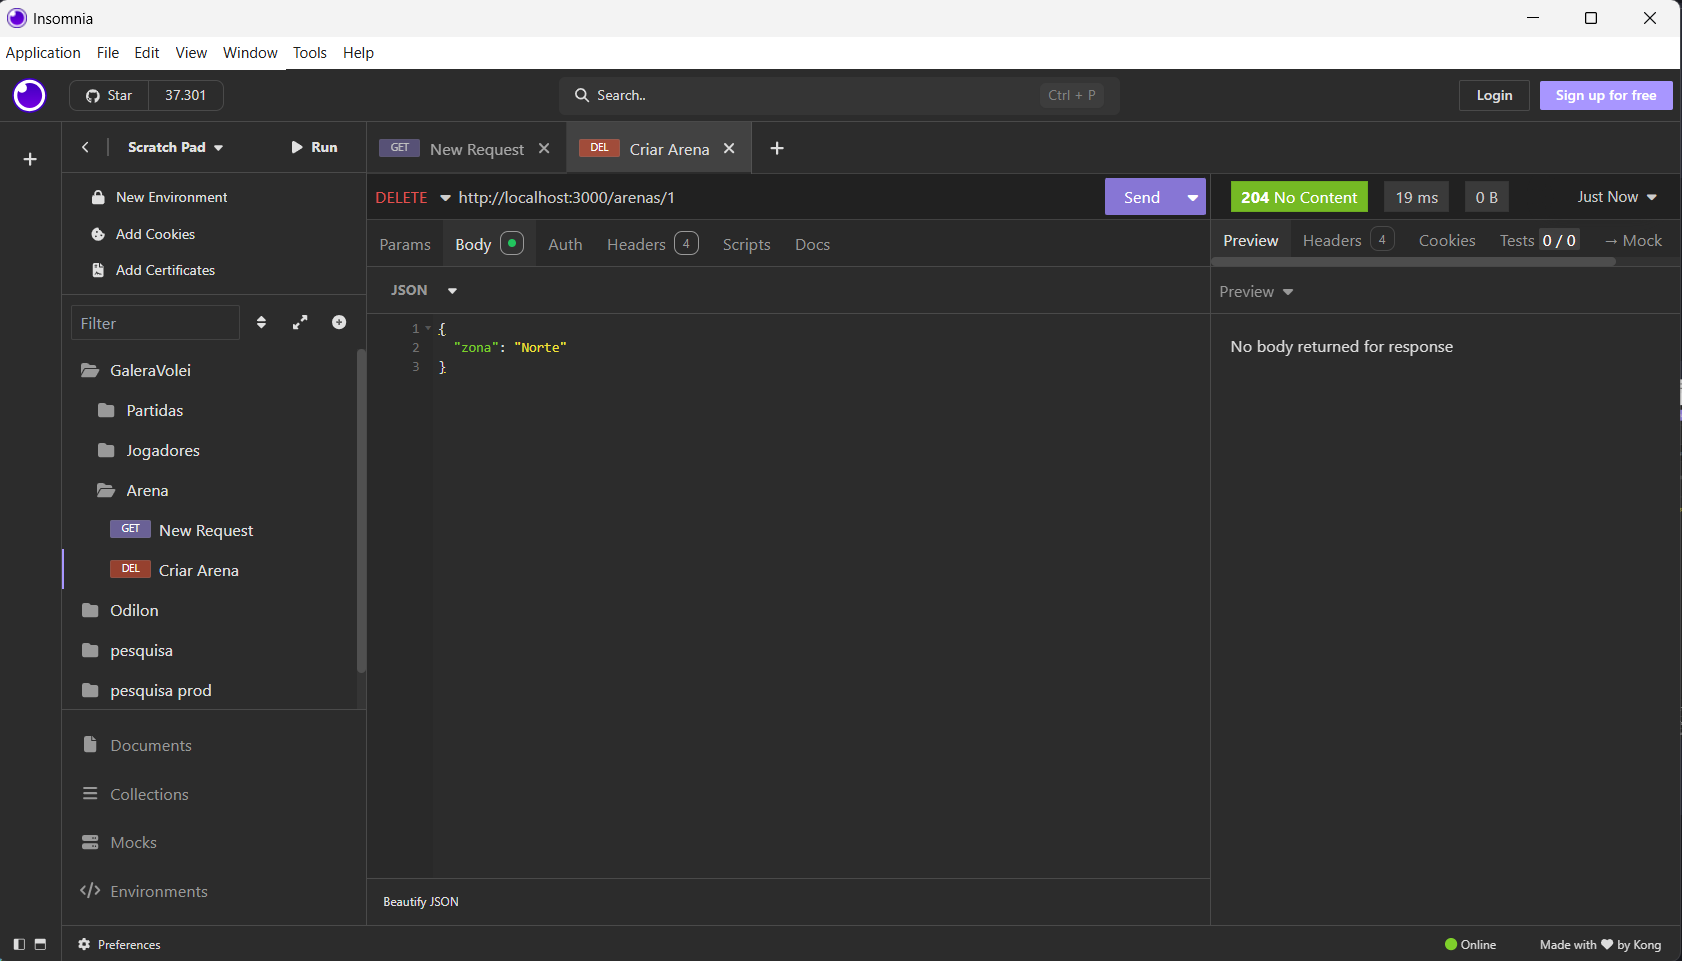 Insomnia
Application File Edit View Window Tools Help
Star 37.301
Search.. Ctrl + P
Login Sign up for free
Scratch Pad Run
GET New Request
DEL Criar Arena
New Environment
Add Cookies
Add Certificates
DELETE http://localhost:3000/arenas/1 Send
204 No Content 19 ms 0 B Just Now
Params Body Auth Headers 4 Scripts Docs
Preview Headers 4 Cookies Tests 0 / 0 → Mock
JSON
Preview
1 {
2 "zona": "Norte"
3 }
No body returned for response
Filter
GaleraVolei
Partidas
Jogadores
Arena
GET New Request
DEL Criar Arena
Odilon
pesquisa
pesquisa prod
Documents
Collections
Mocks
Environments
Beautify JSON
Preferences
Online Made with ❤ by Kong